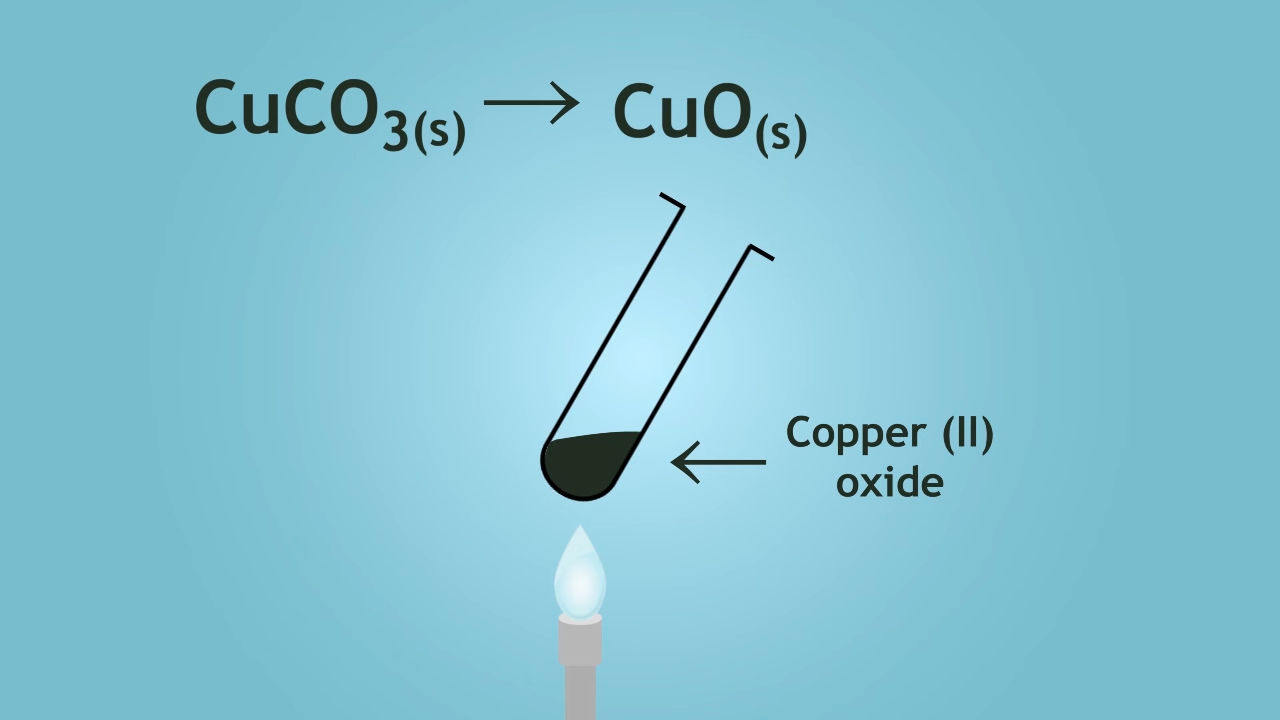 CuCO₃(s) → CuO(s)
Copper (II)
oxide